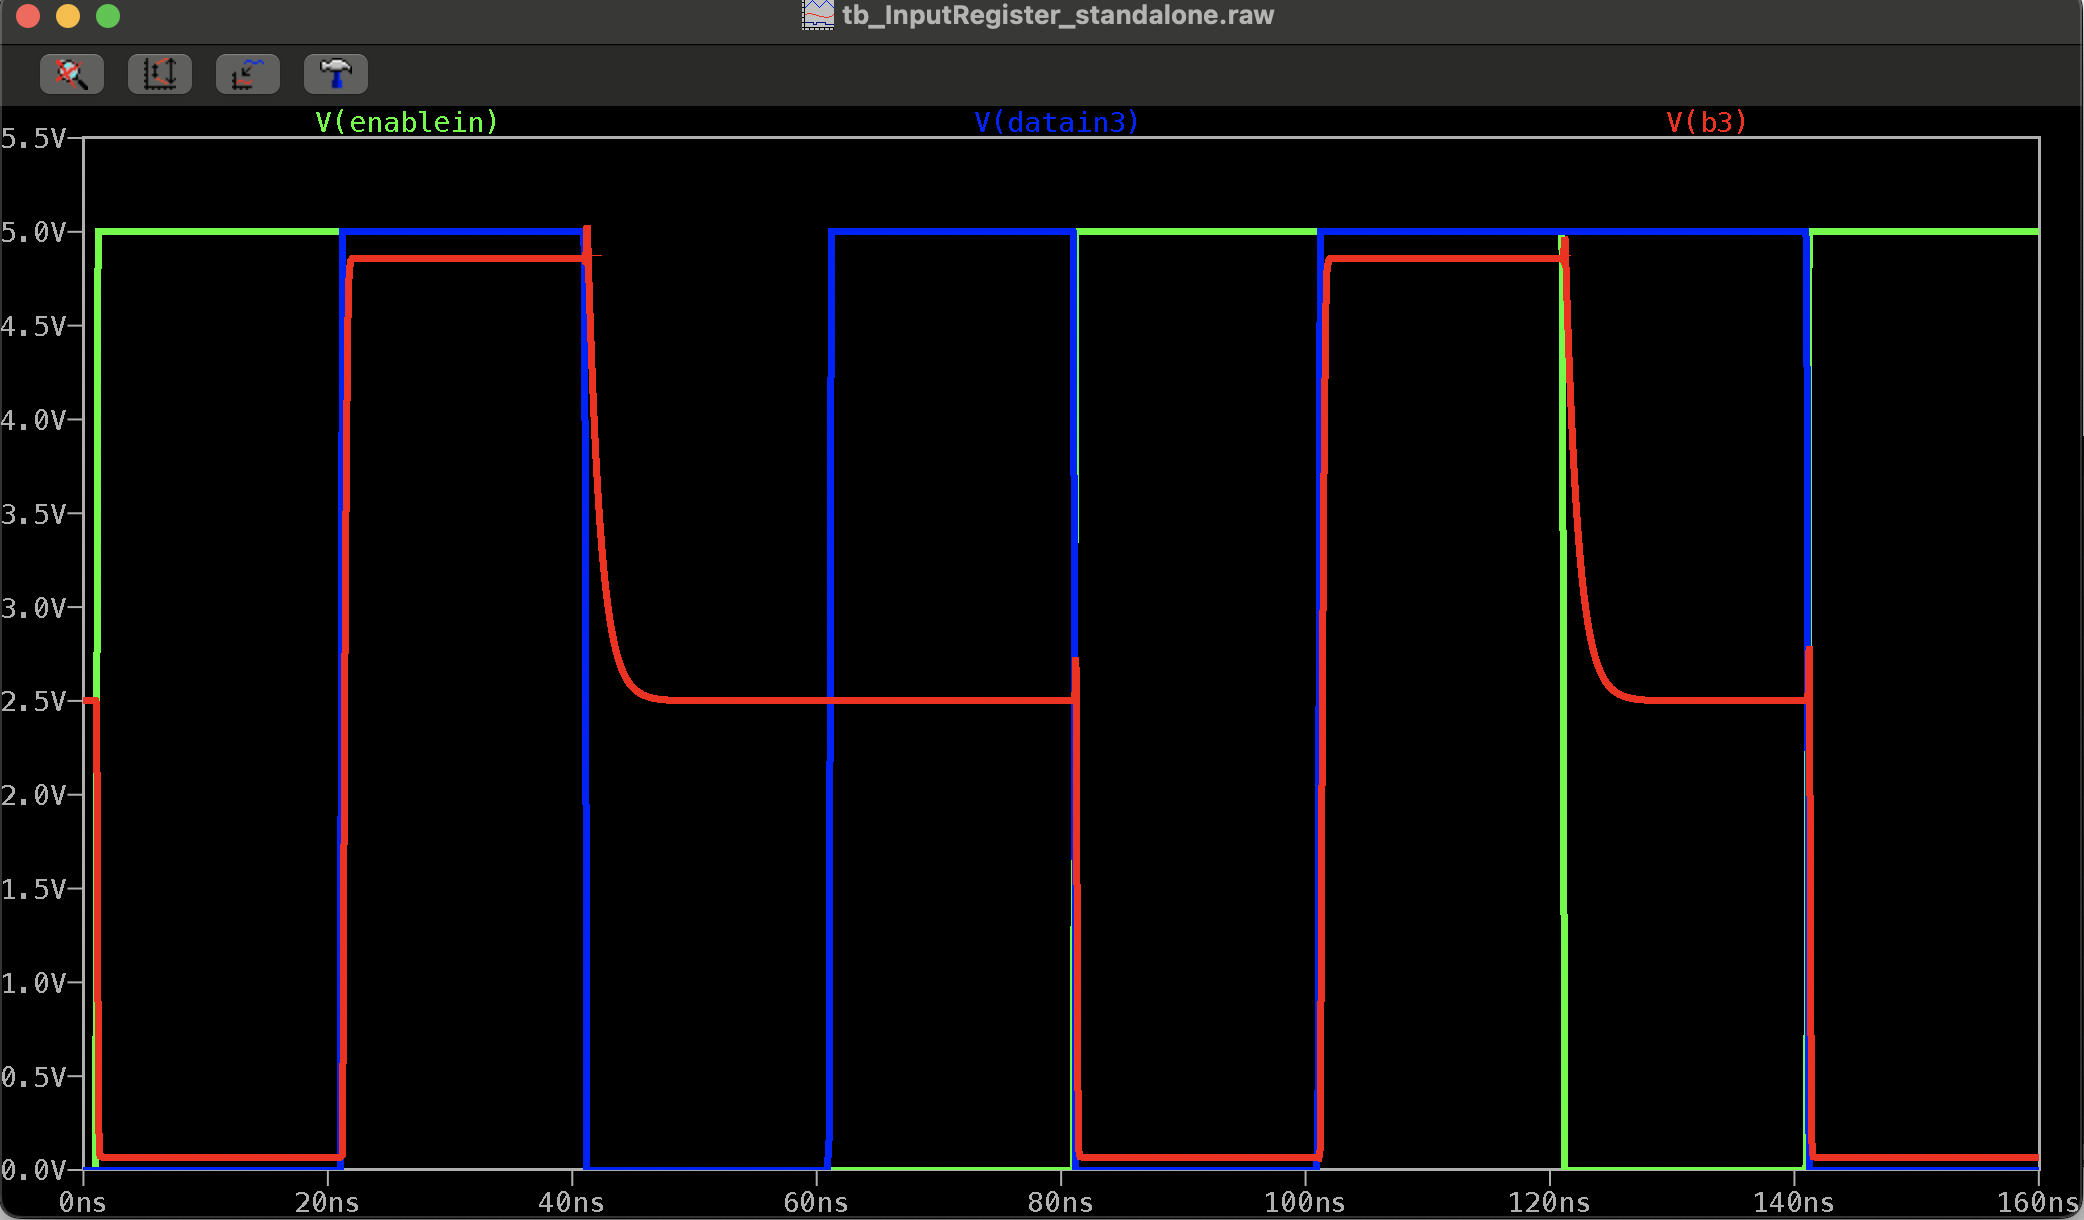 tb_InputRegister_standalone.raw
V(enablein) V(datain3) V(b3)
5.5V
5.0V
4.5V
4.0V
3.5V
3.0V
2.5V
2.0V
1.5V
1.0V
0.5V
0.0V
0ns 20ns 40ns 60ns 80ns 100ns 120ns 140ns 160ns